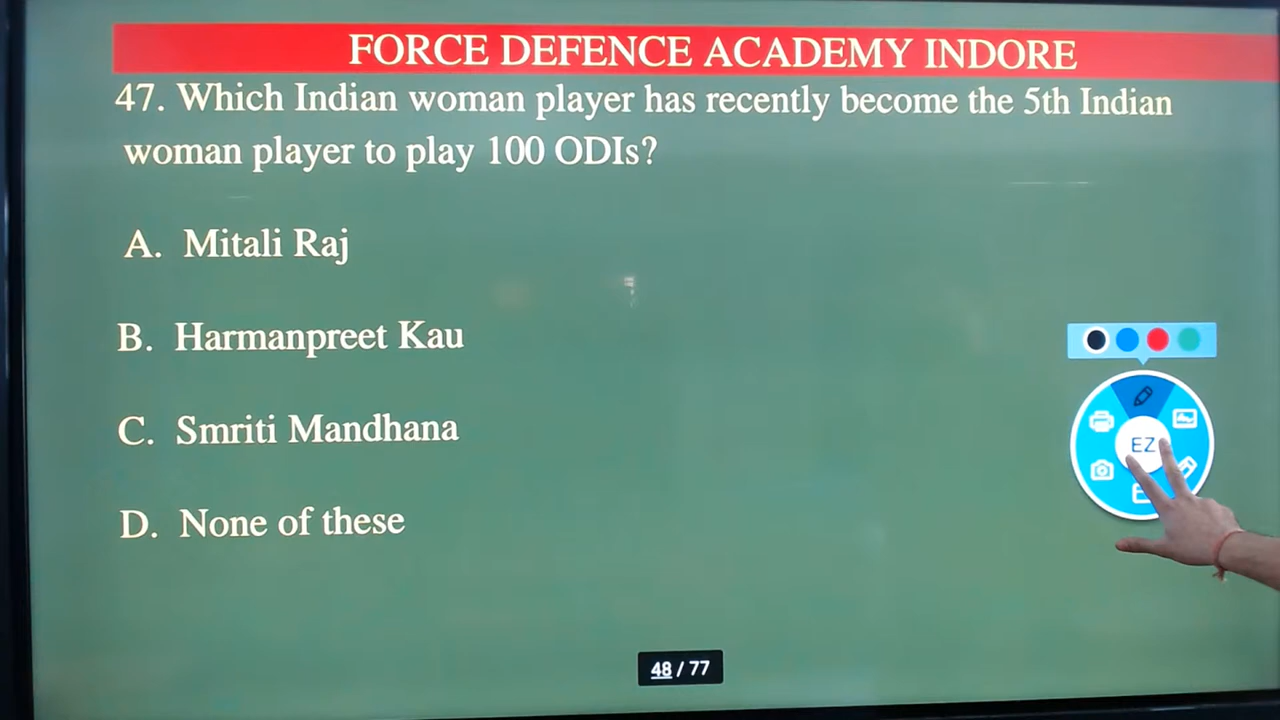 FORCE DEFENCE ACADEMY INDORE
47. Which Indian woman player has recently become the 5th Indian
woman player to play 100 ODIs?
A. Mitali Raj
B. Harmanpreet Kau
C. Smriti Mandhana
EZ
D. None of these
48 / 77